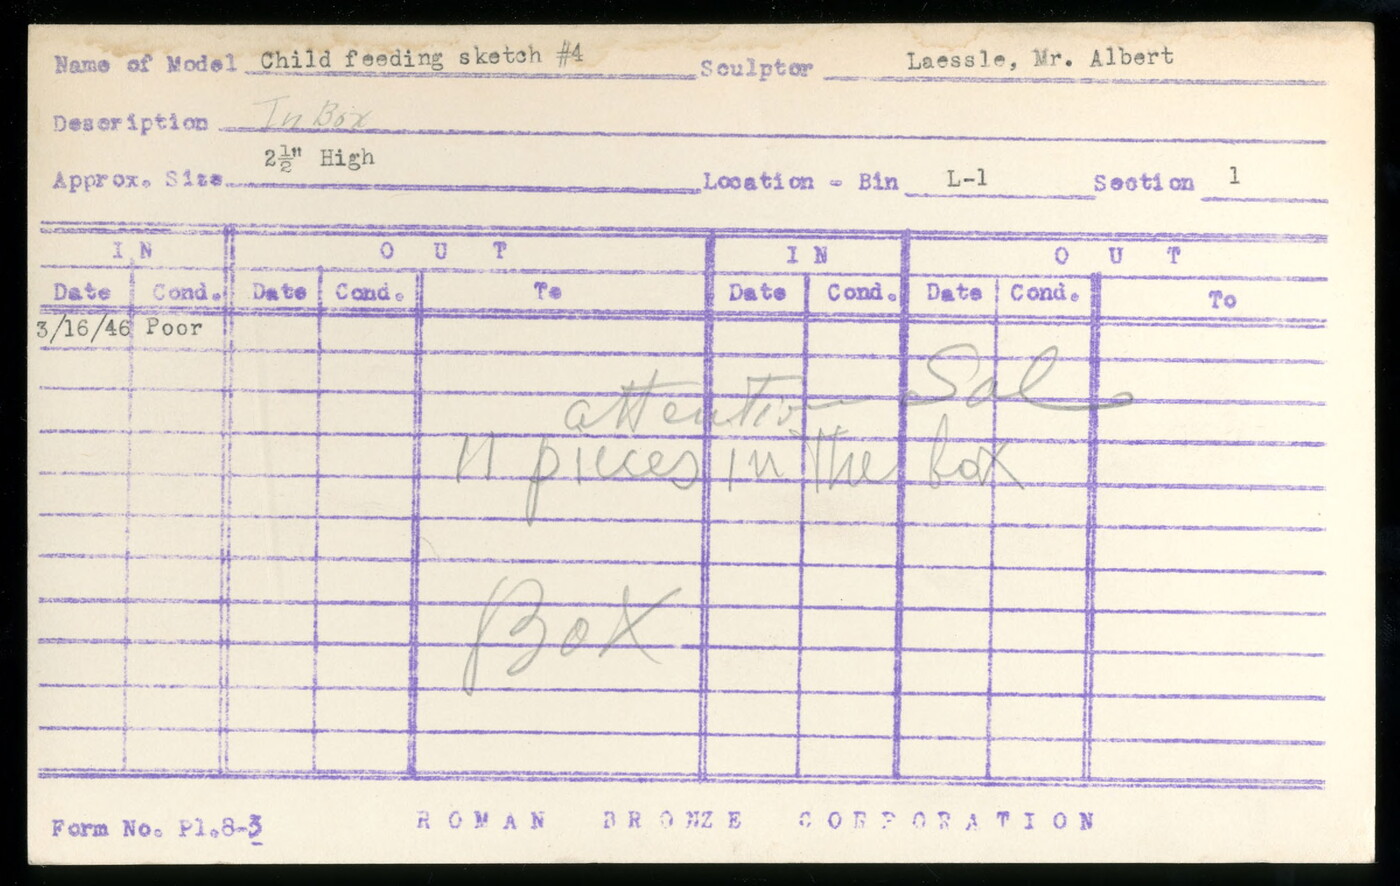 Name of Model Child feeding sketch #4 Sculptor Laessle, Mr. Albert
Description In Box
Approx. Size 2½" High Location - Bin L-1 Section 1
IN OUT IN OUT
Date Cond. Date Cond. To Date Cond. Date Cond. To
3/16/46 Poor
attention Sal
11 pieces in the box
Box
Form No. Pl.8-3 ROMAN BRONZE CORPORATION